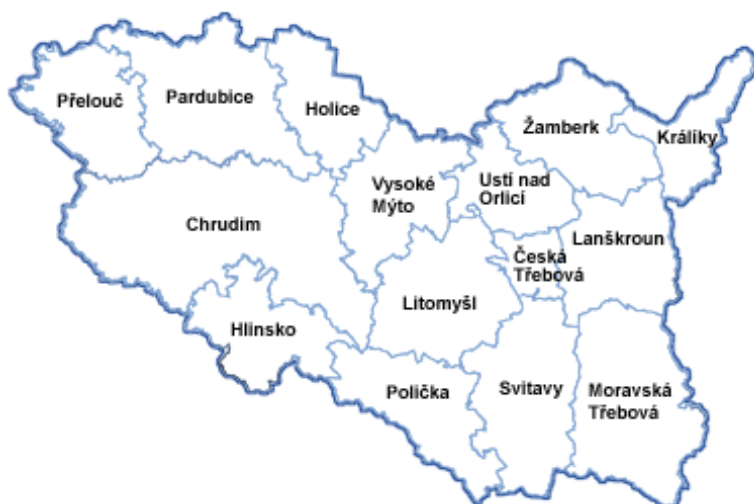 Přelouč
Pardubice
Holice
Žamberk
Králíky
Vysoké
Mýto
Ustí nad
Orlicí
Chrudim
Lanškroun
Česká
Třebová
Litomyšl
Hlinsko
Polička
Svitavy
Moravská
Třebová